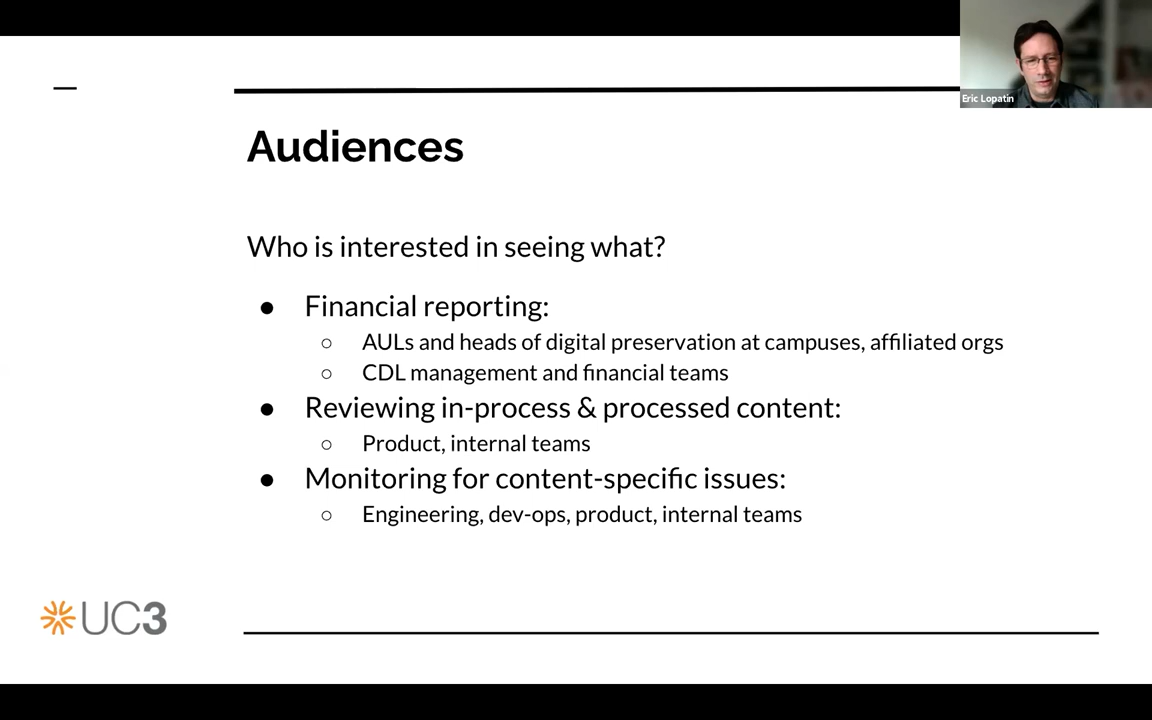 Eric Lopatin
Audiences
Who is interested in seeing what?
● Financial reporting:
○ AULs and heads of digital preservation at campuses, affiliated orgs
○ CDL management and financial teams
● Reviewing in-process & processed content:
○ Product, internal teams
● Monitoring for content-specific issues:
○ Engineering, dev-ops, product, internal teams
UC3